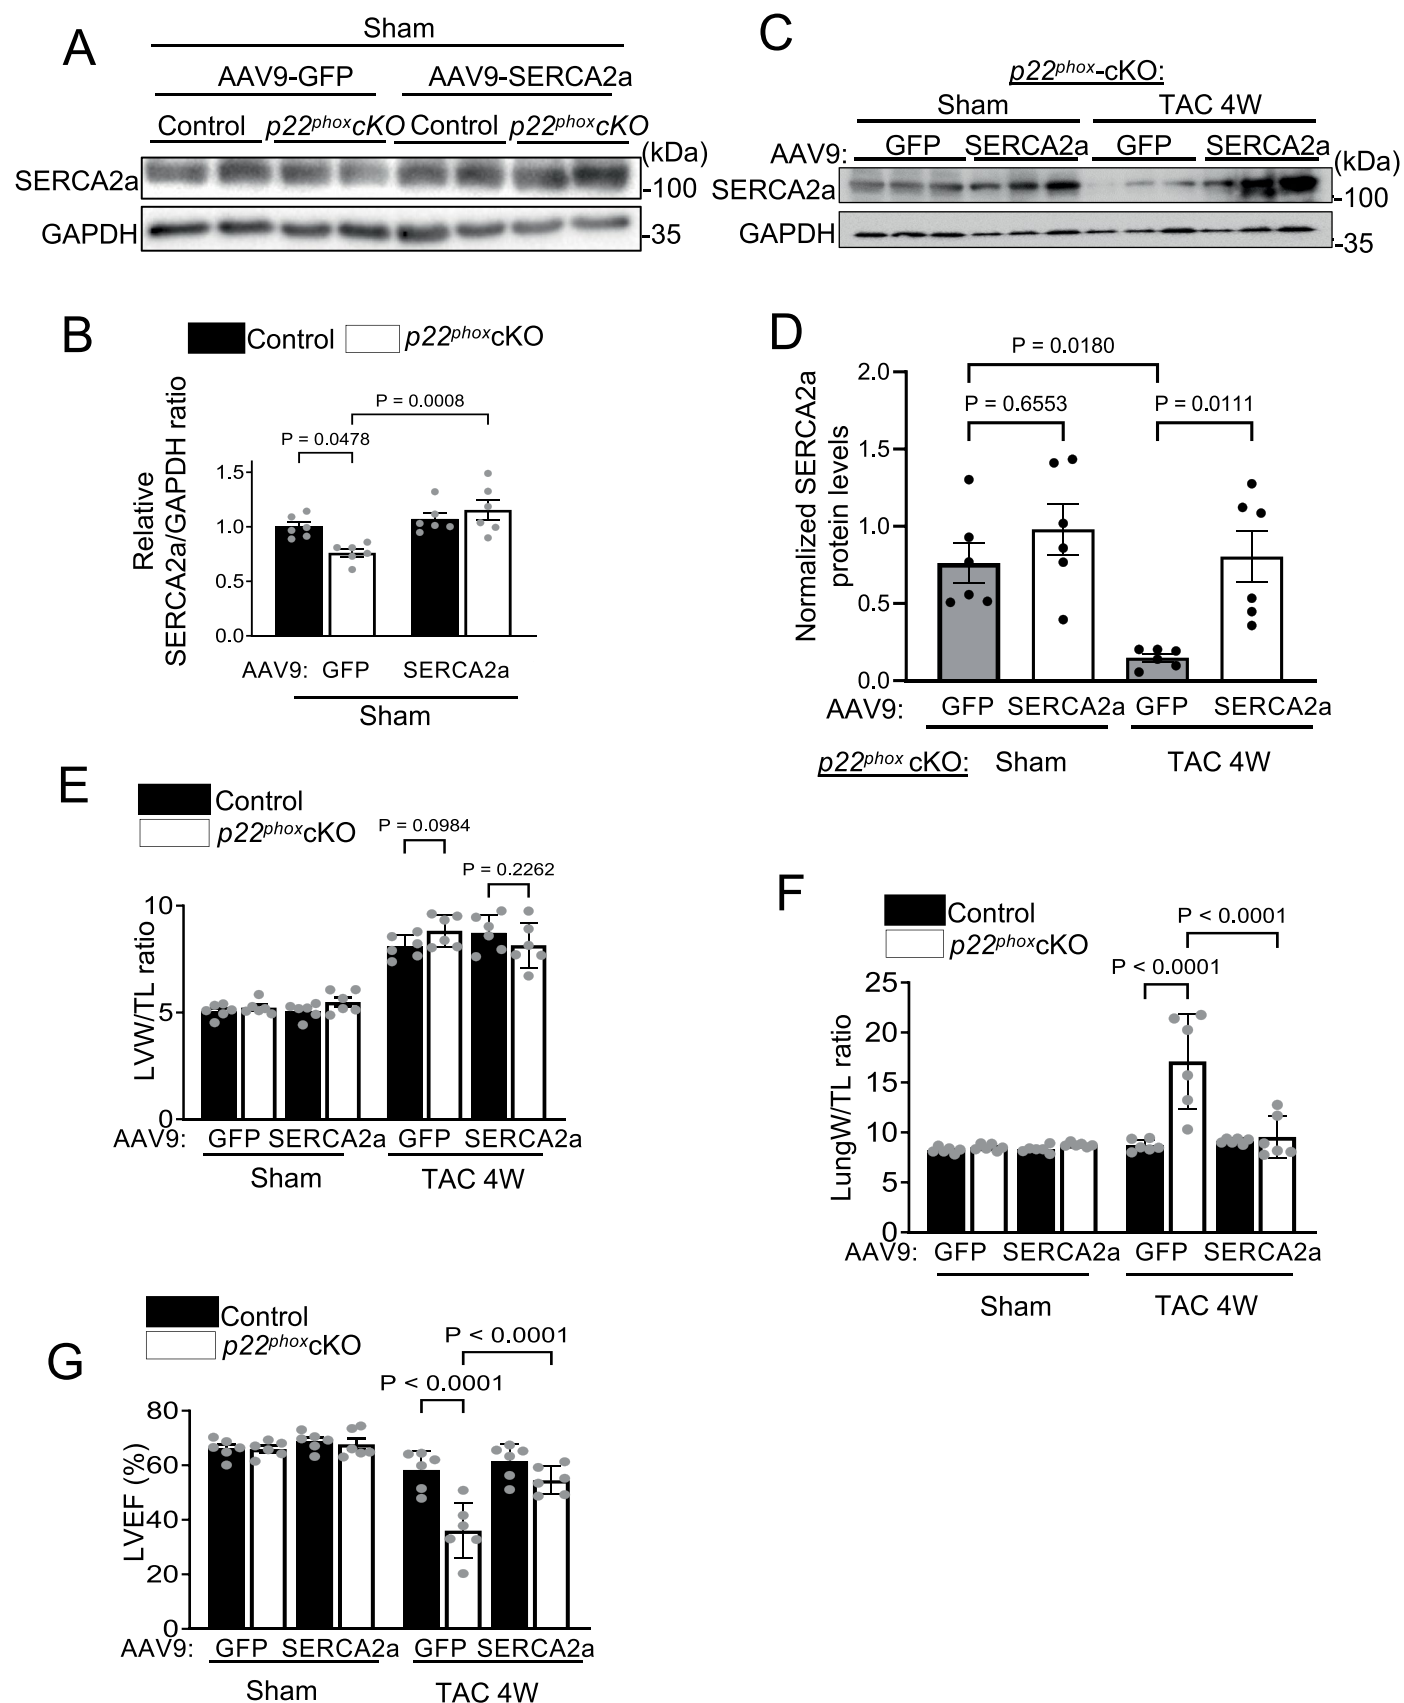 A
Sham
AAV9-GFP AAV9-SERCA2a
Control p22phoxcKO Control p22phoxcKO
(kDa)
SERCA2a -100
GAPDH -35
B
Control p22phoxcKO
Relative
SERCA2a/GAPDH ratio
P = 0.0008
P = 0.0478
1.5
1.0
0.5
0.0
AAV9: GFP SERCA2a
Sham
C
p22phox-cKO:
Sham TAC 4W
AAV9: GFP SERCA2a GFP SERCA2a (kDa)
SERCA2a -100
GAPDH -35
D
Normalized SERCA2a
protein levels
P = 0.0180
P = 0.6553 P = 0.0111
2.0
1.5
1.0
0.5
0.0
AAV9: GFP SERCA2a GFP SERCA2a
p22phox cKO: Sham TAC 4W
E
Control
p22phoxcKO
P = 0.0984
P = 0.2262
LVW/TL ratio
10
5
0
AAV9: GFP SERCA2a GFP SERCA2a
Sham TAC 4W
F
Control
p22phoxcKO
P < 0.0001
P < 0.0001
LungW/TL ratio
25
20
15
10
5
0
AAV9: GFP SERCA2a GFP SERCA2a
Sham TAC 4W
G
Control
p22phoxcKO
P < 0.0001
P < 0.0001
LVEF (%)
80
60
40
20
0
AAV9: GFP SERCA2a GFP SERCA2a
Sham TAC 4W